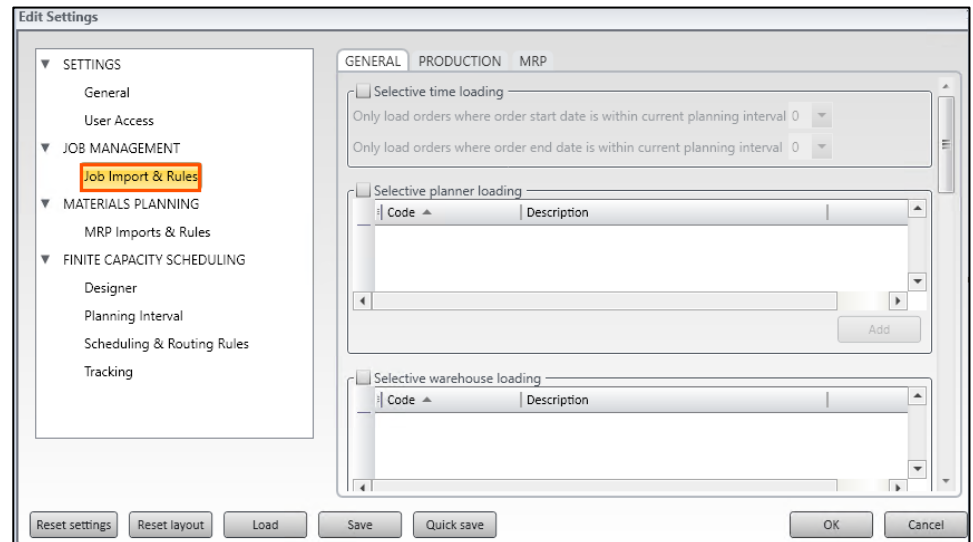 Edit Settings
SETTINGS
General
User Access
JOB MANAGEMENT
Job Import & Rules
MATERIALS PLANNING
MRP Imports & Rules
FINITE CAPACITY SCHEDULING
Designer
Planning Interval
Scheduling & Routing Rules
Tracking
GENERAL PRODUCTION MRP
Selective time loading
Only load orders where order start date is within current planning interval 0
Only load orders where order end date is within current planning interval 0
Selective planner loading
Code Description
Add
Selective warehouse loading
Code Description
Reset settings Reset layout Load Save Quick save OK Cancel